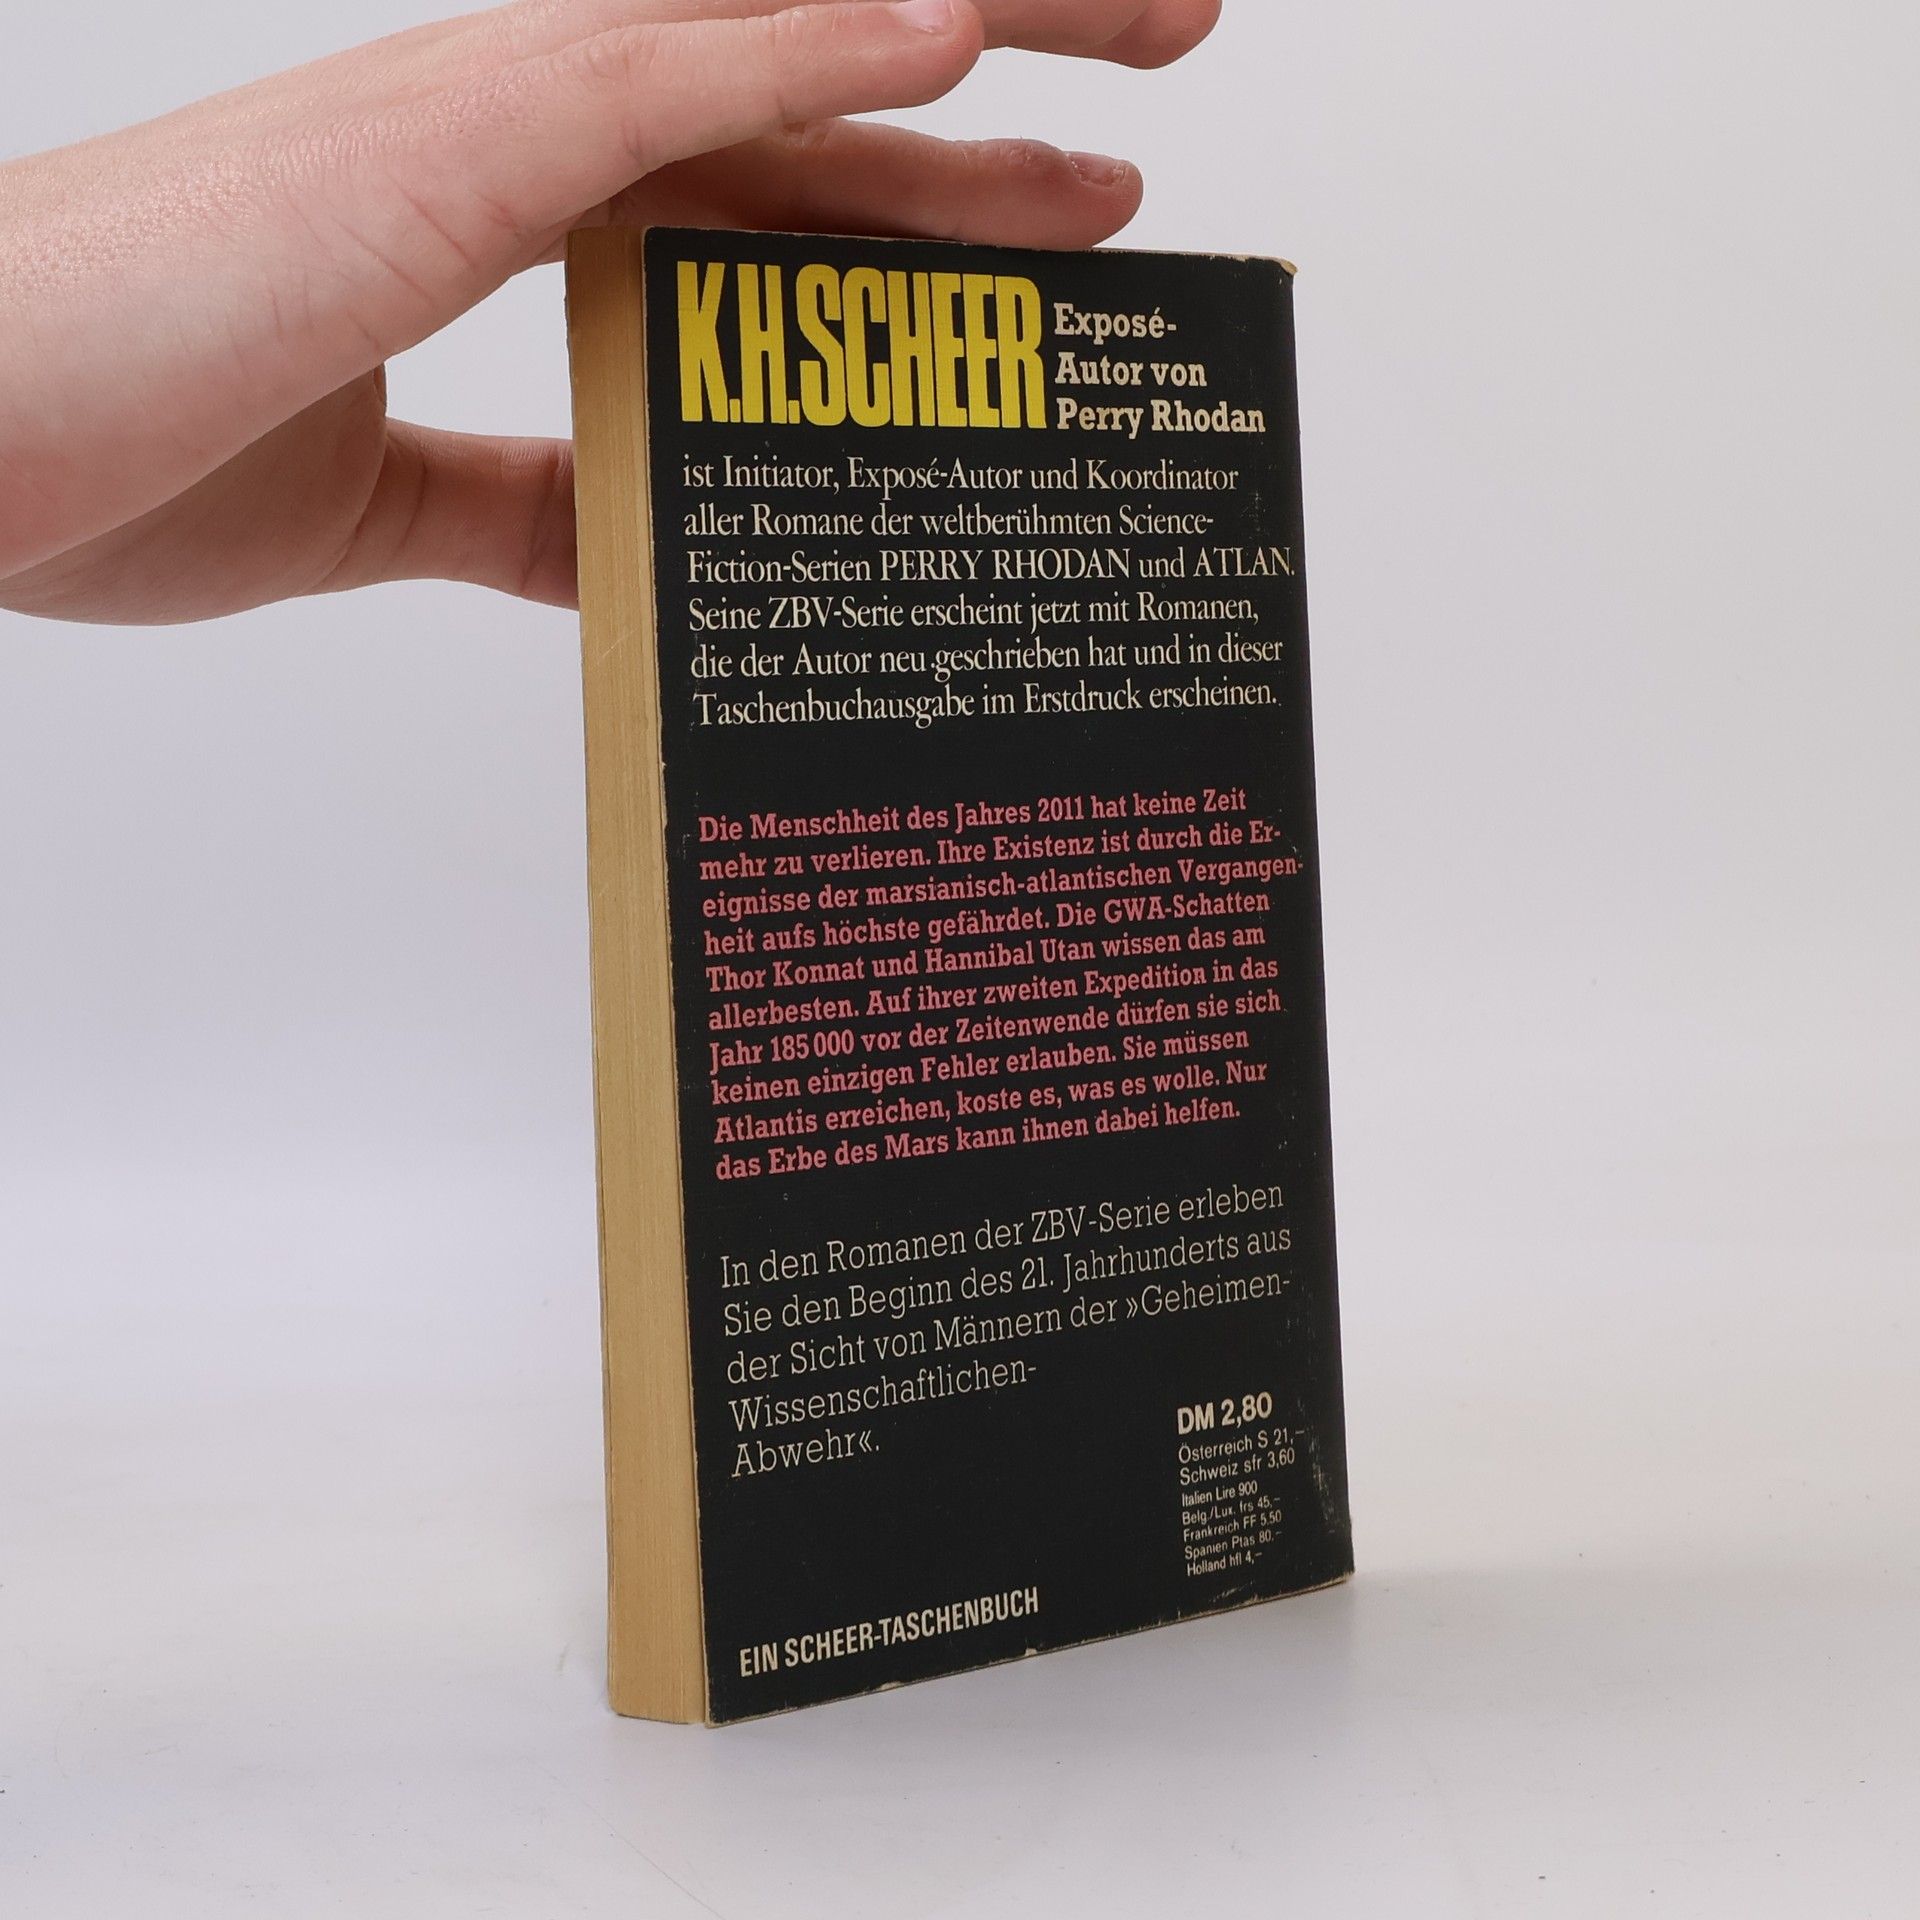 K.H.SCHEER
Exposé-
Autor von
Perry Rhodan
ist Initiator, Exposé-Autor und Koordinator
aller Romane der weltberühmten Science-
Fiction-Serien PERRY RHODAN und ATLAN.
Seine ZBV-Serie erscheint jetzt mit Romanen,
die der Autor neu geschrieben hat und in dieser
Taschenbuchausgabe im Erstdruck erscheinen.
Die Menschheit des Jahres 2011 hat keine Zeit
mehr zu verlieren. Ihre Existenz ist durch die Er-
eignisse der marsianisch-atlantischen Vergangen-
heit aufs höchste gefährdet. Die GWA-Schatten
Thor Konnat und Hannibal Utan wissen das am
allerbesten. Auf ihrer zweiten Expedition in das
Jahr 185 000 vor der Zeitenwende dürfen sie sich
keinen einzigen Fehler erlauben. Sie müssen
Atlantis erreichen, koste es, was es wolle. Nur
das Erbe des Mars kann ihnen dabei helfen.
In den Romanen der ZBV-Serie erleben
Sie den Beginn des 21. Jahrhunderts aus
der Sicht von Männern der »Geheimen-
Wissenschaftlichen-
Abwehr«.
DM 2,80
Österreich S 21,–
Schweiz sfr 3,60
Italien Lire 900
Belg./Lux. frs 45,–
Frankreich FF 5.50
Spanien Ptas 80.–
Holland hfl 4,–
EIN SCHEER-TASCHENBUCH